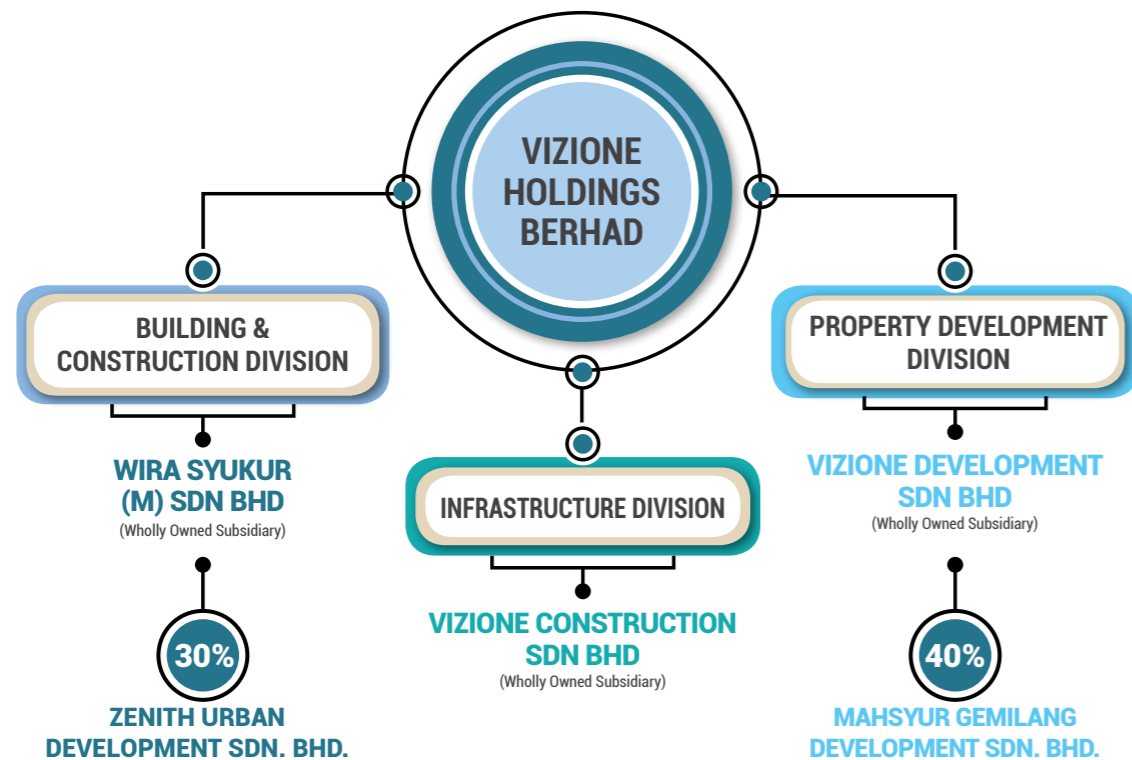 VIZIONE
HOLDINGS
BERHAD
BUILDING &
CONSTRUCTION DIVISION
WIRA SYUKUR
(M) SDN BHD
(Wholly Owned Subsidiary)
30%
ZENITH URBAN
DEVELOPMENT SDN. BHD.
INFRASTRUCTURE DIVISION
VIZIONE CONSTRUCTION
SDN BHD
(Wholly Owned Subsidiary)
PROPERTY DEVELOPMENT
DIVISION
VIZIONE DEVELOPMENT
SDN BHD
(Wholly Owned Subsidiary)
40%
MAHSYUR GEMILANG
DEVELOPMENT SDN. BHD.